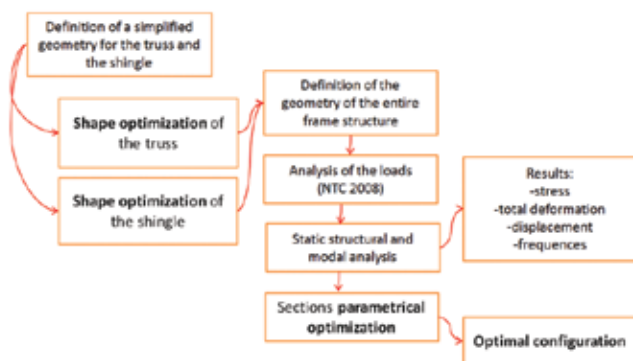 Definition of a simplified
geometry for the truss and
the shingle
Shape optimization of
the truss
Shape optimization of
the shingle
Definition of the
geometry of the entire
frame structure
Analysis of the loads
(NTC 2008)
Static structural and
modal analysis
Results:
-stress
-total deformation
-displacement
-frequences
Sections parametrical
optimization
Optimal configuration